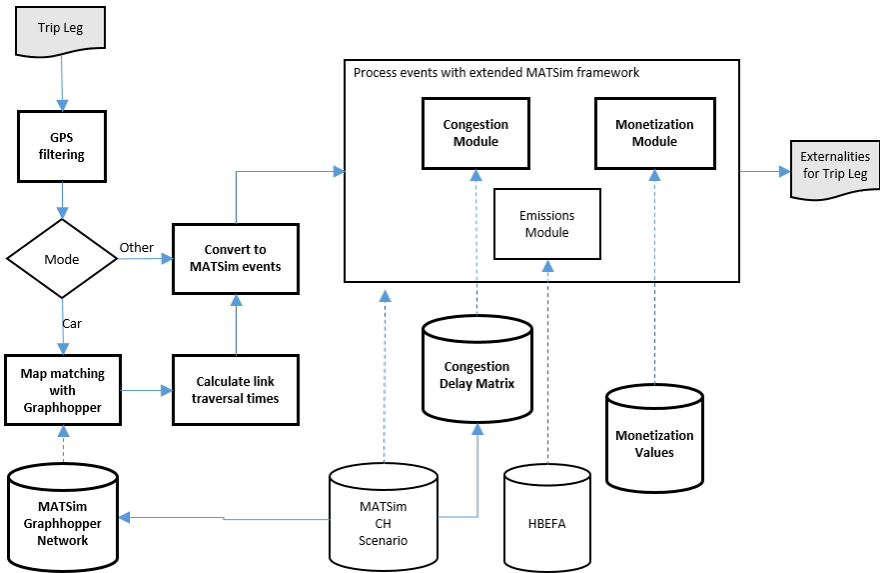 Trip Leg
GPS
filtering
Mode
Other
Car
Convert to
MATSim events
Map matching
with
Graphhopper
Calculate link
traversal times
MATSim
Graphhopper
Network
Process events with extended MATSim framework
Congestion
Module
Monetization
Module
Emissions
Module
Externalities
for Trip Leg
Congestion
Delay Matrix
Monetization
Values
MATSim
CH
Scenario
HBEFA